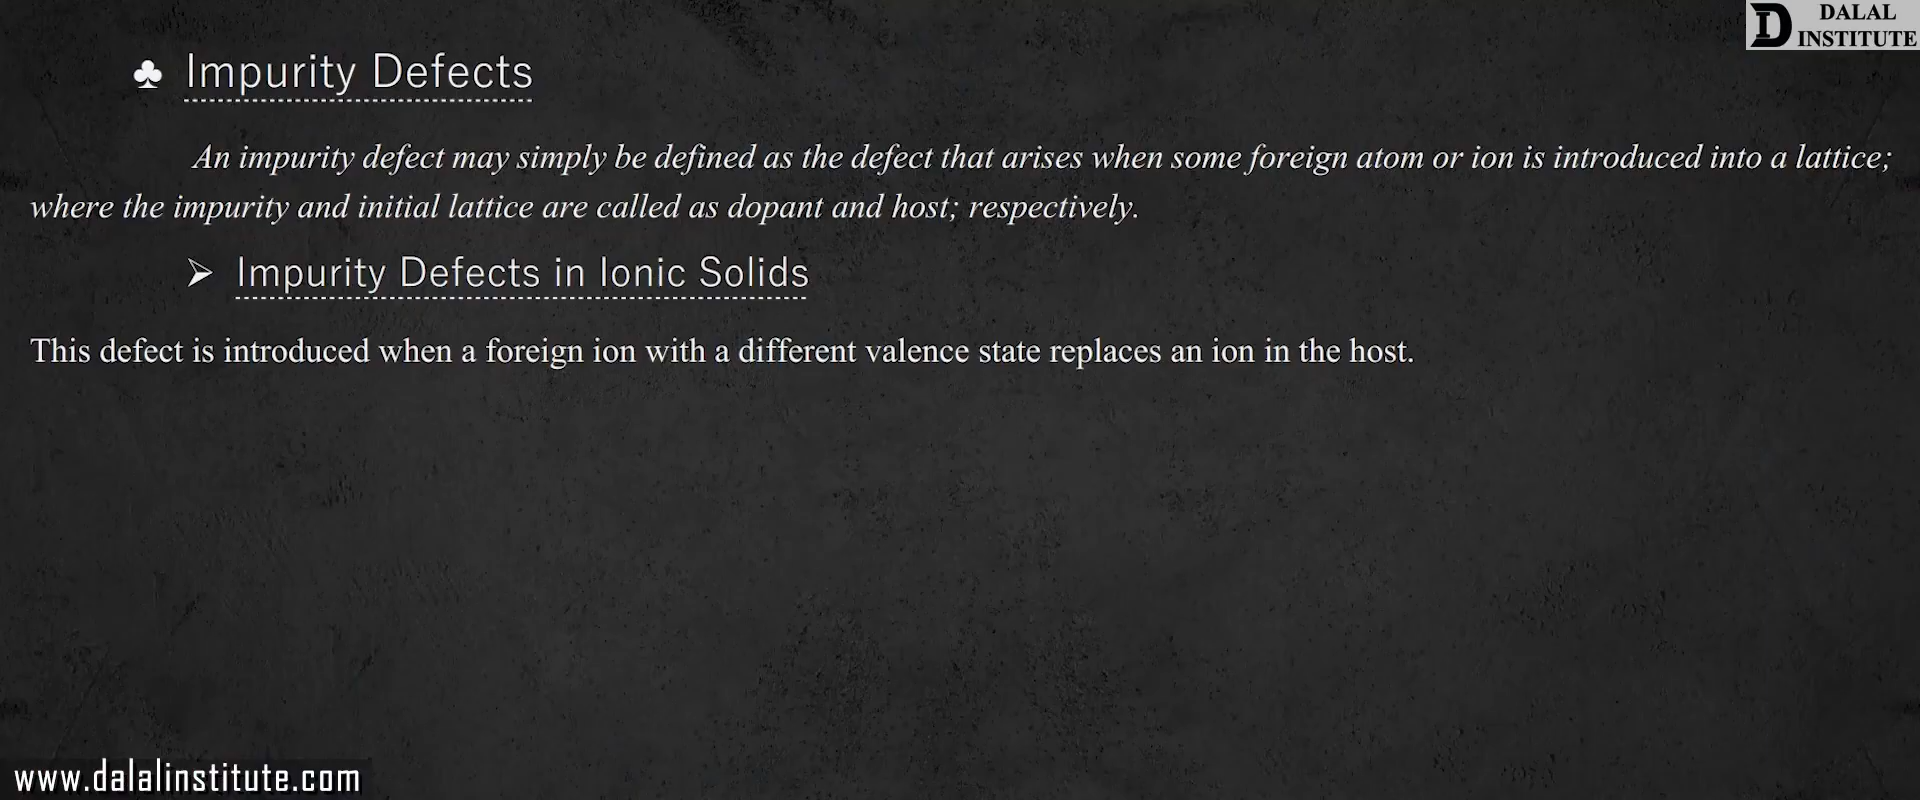 DALAL
INSTITUTE
♣ Impurity Defects
An impurity defect may simply be defined as the defect that arises when some foreign atom or ion is introduced into a lattice;
where the impurity and initial lattice are called as dopant and host; respectively.
➢ Impurity Defects in Ionic Solids
This defect is introduced when a foreign ion with a different valence state replaces an ion in the host.
www.dalalinstitute.com